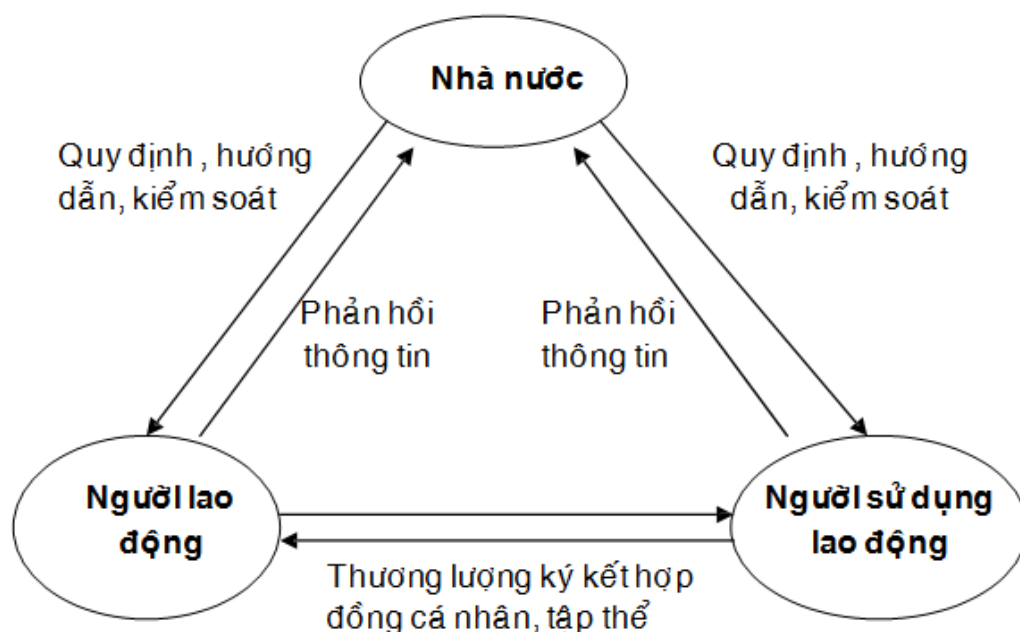 Nhà nước
Quy định , hướng
dẫn, kiểm soát
Quy định , hướng
dẫn, kiểm soát
Phản hồi
thông tin
Phản hồi
thông tin
Người lao
động
Người sử dụng
lao động
Thương lượng ký kết hợp
đồng cá nhân, tập thể